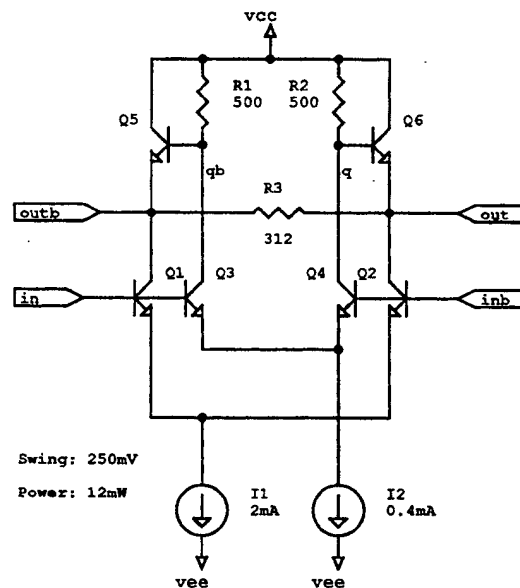 vcc
R1
500
R2
500
Q5
Q6
qb
q
R3
outb
out
312
Q1
Q3
Q4
Q2
in
inb
Swing: 250mV
Power: 12mW
I1
2mA
I2
0.4mA
vee
vee